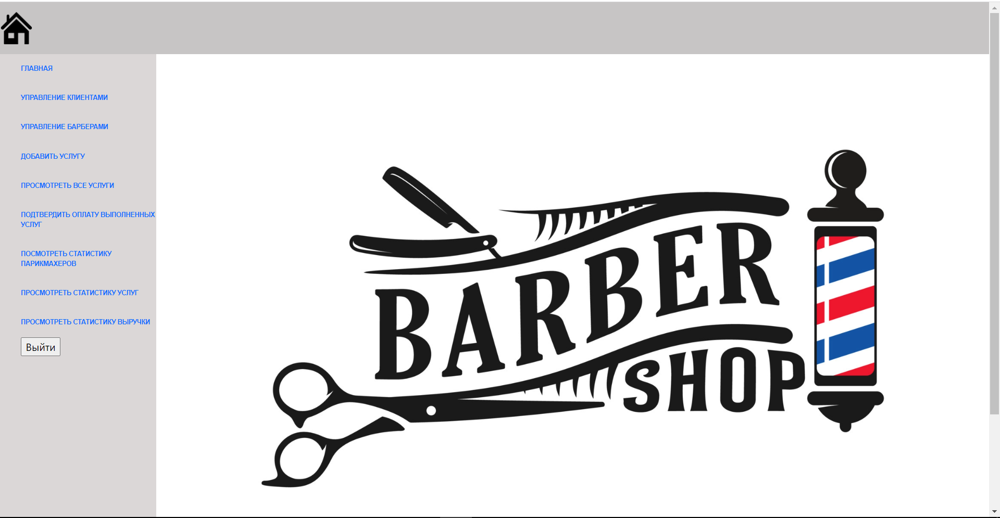 ГЛАВНАЯ
УПРАВЛЕНИЕ КЛИЕНТАМИ
УПРАВЛЕНИЕ БАРБЕРАМИ
ДОБАВИТЬ УСЛУГУ
ПРОСМОТРЕТЬ ВСЕ УСЛУГИ
ПОДТВЕРДИТЬ ОПЛАТУ ВЫПОЛНЕННЫХ
УСЛУГ
ПОСМОТРЕТЬ СТАТИСТИКУ
ПАРИКМАХЕРОВ
ПРОСМОТРЕТЬ СТАТИСТИКУ УСЛУГ
ПРОСМОТРЕТЬ СТАТИСТИКУ ВЫРУЧКИ
Выйти
BARBER
SHOP